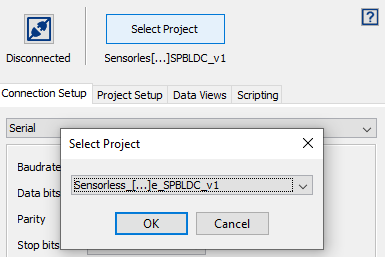 Select Project
?
Disconnected
Sensorles[...]SPBLDC_v1
Connection Setup
Project Setup
Data Views
Scripting
Serial
Select Project
Baudrate
Sensorless_[...]e_SPBLDC_v1
Data bits
Parity
OK
Cancel
Stop bits